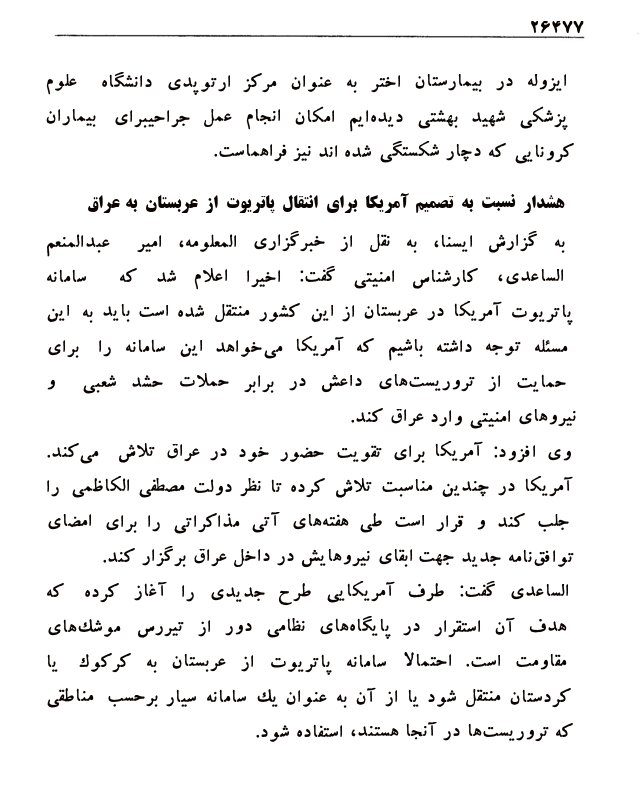 ۲۶۴۷۷
ایزوله در بیمارستان اختر به عنوان مرکز ارتوپدی دانشگاه علوم
پزشکی شهید بهشتی دیده‌ایم امکان انجام عمل جراحیبرای بیماران
کرونایی که دچار شکستگی شده اند نیز فراهماست.
هشدار نسبت به تصمیم آمریکا برای انتقال پاتریوت از عربستان به عراق
به گزارش ایسنا، به نقل از خبرگزاری المعلومه، امیر عبدالمنعم
الساعدی، کارشناس امنیتی گفت: اخیرا اعلام شد که سامانه
پاتریوت آمریکا در عربستان از این کشور منتقل شده است باید به این
مسئله توجه داشته باشیم که آمریکا می‌خواهد این سامانه را برای
حمایت از تروریست‌های داعش در برابر حملات حشد شعبی و
نیروهای امنیتی وارد عراق کند.
وی افزود: آمریکا برای تقویت حضور خود در عراق تلاش می‌کند.
آمریکا در چندین مناسبت تلاش کرده تا نظر دولت مصطفی الکاظمی را
جلب کند و قرار است طی هفته‌های آتی مذاکراتی را برای امضای
توافق‌نامه جدید جهت ابقای نیروهایش در داخل عراق برگزار کند.
الساعدی گفت: طرف آمریکایی طرح جدیدی را آغاز کرده که
هدف آن استقرار در پایگاه‌های نظامی دور از تیررس موشك‌های
مقاومت است. احتمالا سامانه پاتریوت از عربستان به کرکوك یا
کردستان منتقل شود یا از آن به عنوان یك سامانه سیار برحسب مناطقی
که تروریست‌ها در آنجا هستند، استفاده شود.